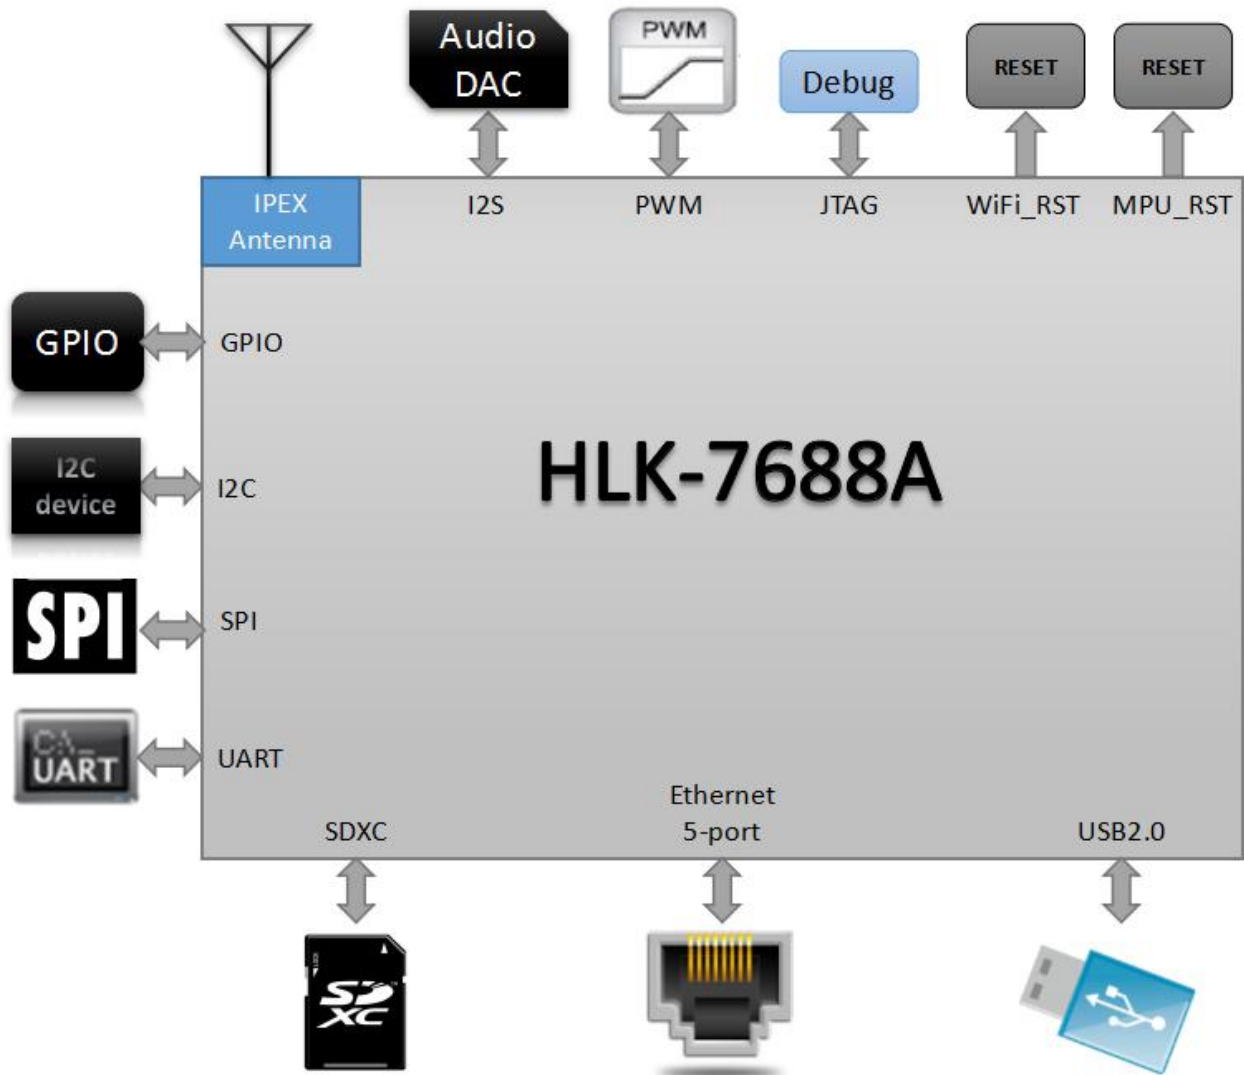 Audio
DAC
PWM
Debug
RESET
RESET
IPEX
Antenna
I2S
PWM
JTAG
WiFi_RST
MPU_RST
GPIO
GPIO
HLK-7688A
I2C
device
I2C
SPI
SPI
C:\_
UART
UART
Ethernet
5-port
SDXC
USB2.0
SD
XC